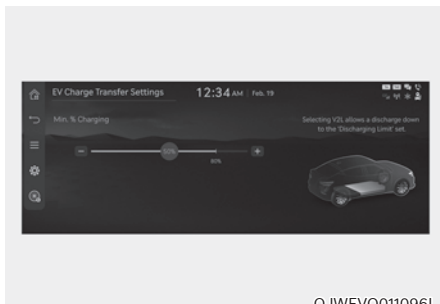 EV Charge Transfer Settings
12:34 AM | Feb. 19
Min. % Charging
Selecting V2L allows a discharge down
to the 'Discharging Limit' set.
50%
80%